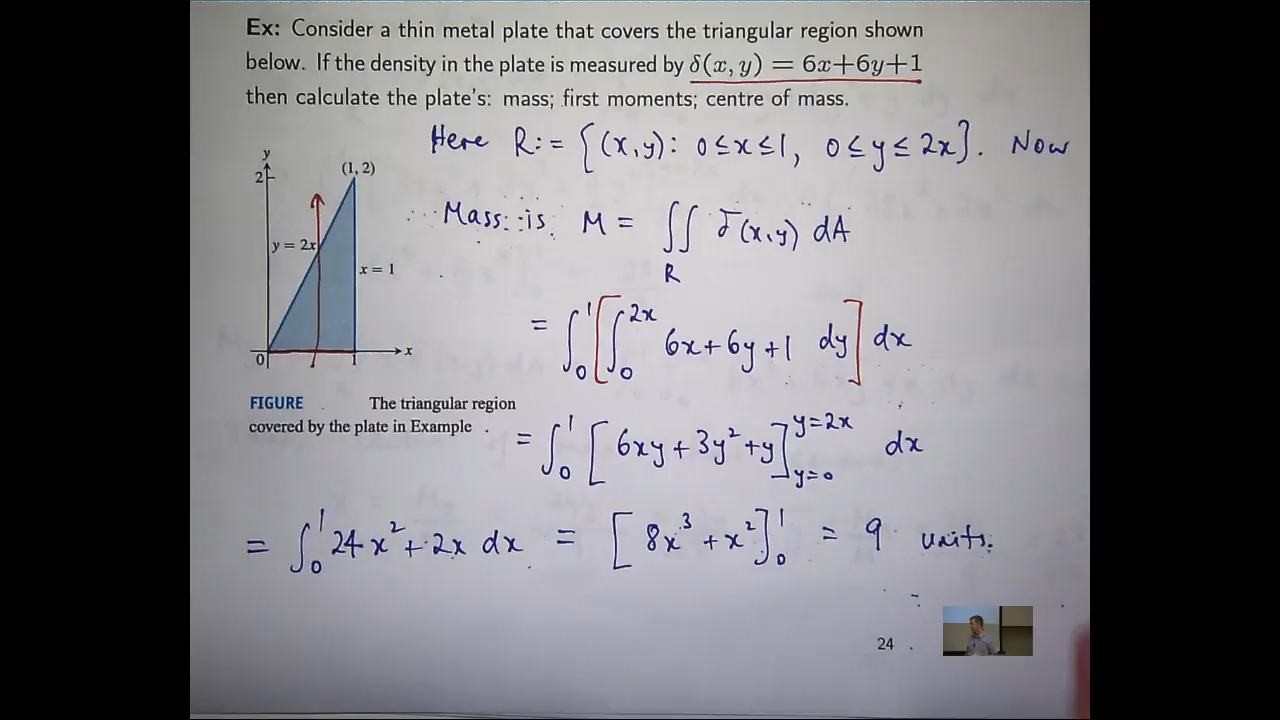 Ex: Consider a thin metal plate that covers the triangular region shown
below. If the density in the plate is measured by δ(x, y) = 6x+6y+1
then calculate the plate's: mass; first moments; centre of mass.
Here R := {(x,y): 0≤x≤1, 0≤y≤2x}. Now
y
2
(1, 2)
y = 2x
x = 1
0
1
x
Mass is M = ∬_R δ(x,y) dA
= ∫₀¹ [∫₀^{2x} 6x+6y+1 dy] dx
FIGURE The triangular region
covered by the plate in Example .
= ∫₀¹ [6xy+3y²+y]_{y=0}^{y=2x} dx
= ∫₀¹ 24x²+2x dx = [8x³+x²]₀¹ = 9 units.
24